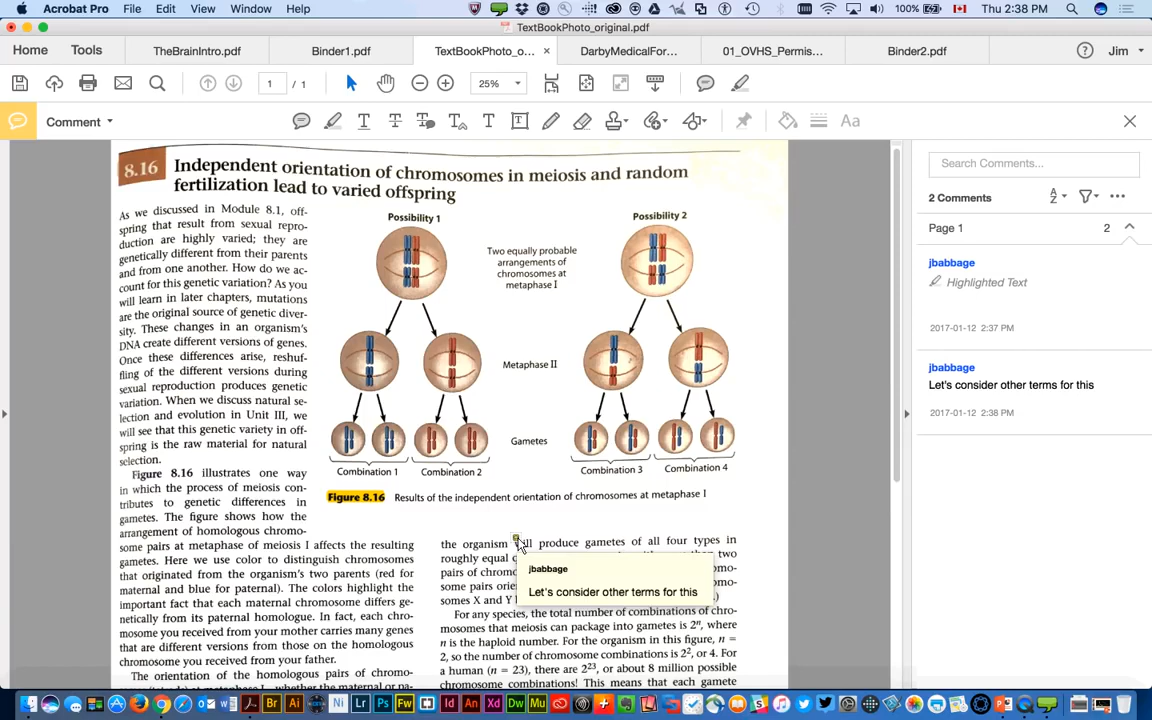 Acrobat Pro File Edit View Window Help 100% Thu 2:38 PM
TextBookPhoto_original.pdf
Home Tools TheBrainIntro.pdf Binder1.pdf TextBookPhoto_o... × DarbyMedicalFor... 01_OVHS_Permis... Binder2.pdf ? Jim
1 / 1 25%
Comment
8.16 Independent orientation of chromosomes in meiosis and random
fertilization lead to varied offspring
As we discussed in Module 8.1, off-
spring that result from sexual repro-
duction are highly varied; they are
genetically different from their parents
and from one another. How do we ac-
count for this genetic variation? As you
will learn in later chapters, mutations
are the original source of genetic diver-
sity. These changes in an organism's
DNA create different versions of genes.
Once these differences arise, reshuf-
fling of the different versions during
sexual reproduction produces genetic
variation. When we discuss natural se-
lection and evolution in Unit III, we
will see that this genetic variety in off-
spring is the raw material for natural
selection.
Figure 8.16 illustrates one way
in which the process of meiosis con-
tributes to genetic differences in
gametes. The figure shows how the
arrangement of homologous chromo-
some pairs at metaphase of meiosis I affects the resulting
gametes. Here we use color to distinguish chromosomes
that originated from the organism's two parents (red for
maternal and blue for paternal). The colors highlight the
important fact that each maternal chromosome differs ge-
netically from its paternal homologue. In fact, each chro-
mosome you received from your mother carries many genes
that are different versions from those on the homologous
chromosome you received from your father.
The orientation of the homologous pairs of chromo-
Possibility 1
Possibility 2
Two equally probable
arrangements of
chromosomes at
metaphase I
Metaphase II
Gametes
Combination 1
Combination 2
Combination 3
Combination 4
Figure 8.16 Results of the independent orientation of chromosomes at metaphase I
the organism will produce gametes of all four types in
roughly equal two
pairs of chromo mo-
some pairs orie mo-
somes X and Y
jbabbage
Let's consider other terms for this
For any species, the total number of combinations of chro-
mosomes that meiosis can package into gametes is 2ⁿ, where
n is the haploid number. For the organism in this figure, n =
2, so the number of chromosome combinations is 2², or 4. For
a human (n = 23), there are 2²³, or about 8 million possible
chromosome combinations! This means that each gamete
Search Comments
2 Comments
Page 1 2
jbabbage
Highlighted Text
2017-01-12 2:37 PM
jbabbage
Let's consider other terms for this
2017-01-12 2:38 PM